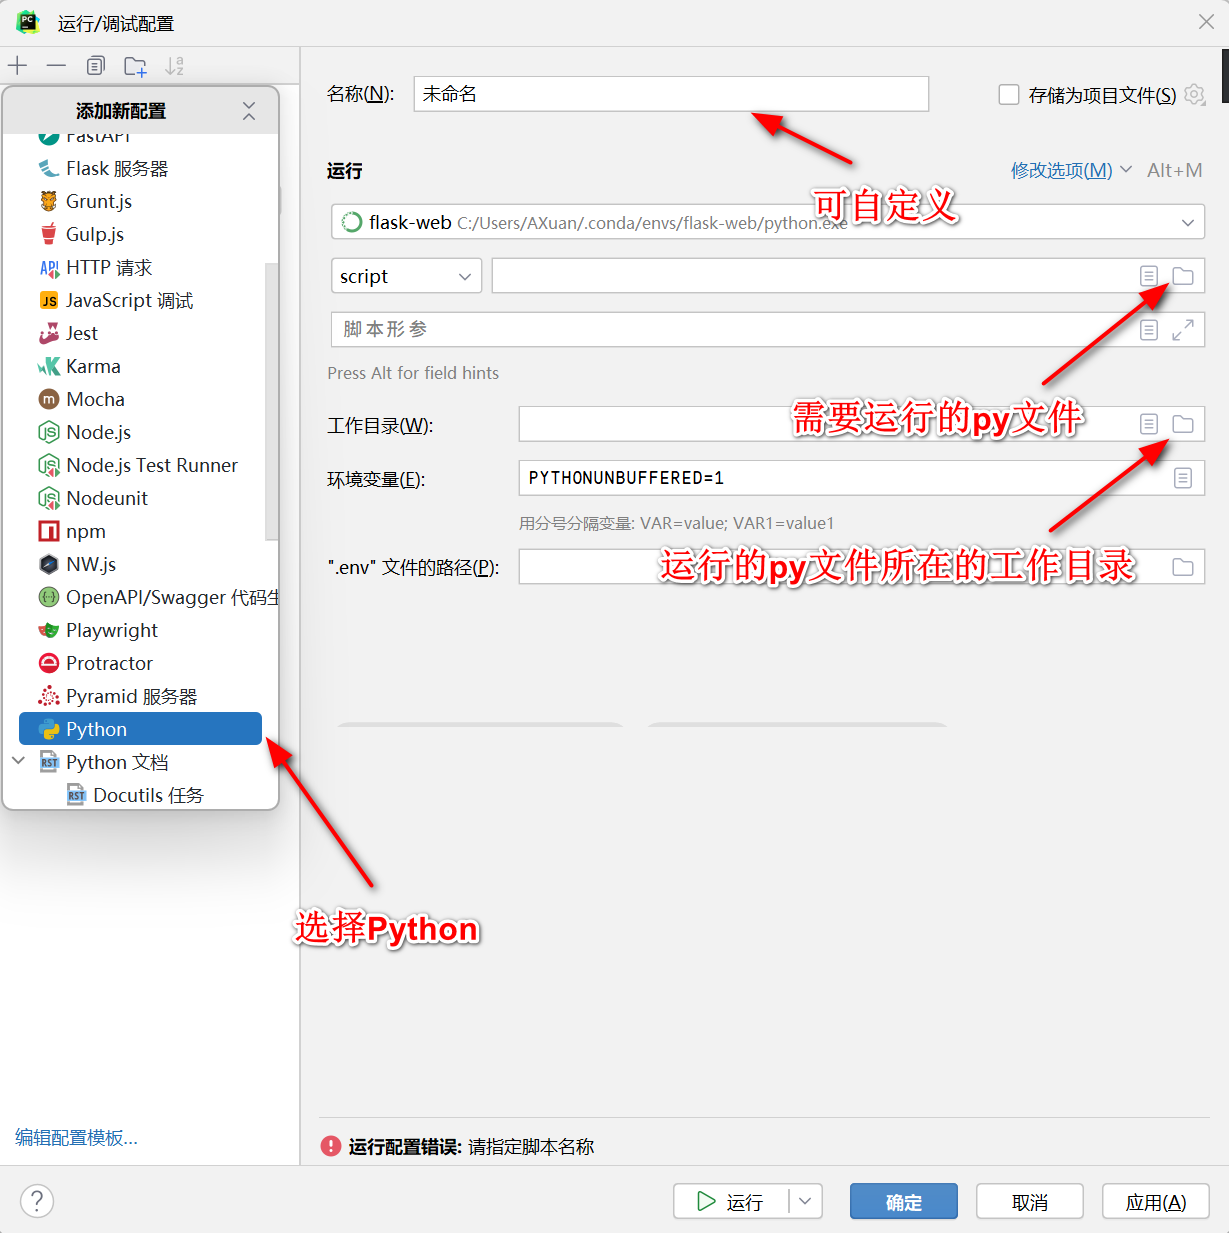 PC 运行/调试配置
添加新配置
FastAPI
Flask 服务器
Grunt.js
Gulp.js
HTTP 请求
JavaScript 调试
Jest
Karma
Mocha
Node.js
Node.js Test Runner
Nodeunit
npm
NW.js
OpenAPI/Swagger 代码生
Playwright
Protractor
Pyramid 服务器
Python
Python 文档
Docutils 任务
选择Python
编辑配置模板...
名称(N): 未命名
存储为项目文件(S)
可自定义
运行
修改选项(M) Alt+M
flask-web C:/Users/AXuan/.conda/envs/flask-web/python.exe
script
脚本形参
Press Alt for field hints
需要运行的py文件
工作目录(W):
环境变量(E): PYTHONUNBUFFERED=1
用分号分隔变量: VAR=value; VAR1=value1
运行的py文件所在的工作目录
".env" 文件的路径(P):
运行配置错误: 请指定脚本名称
? 运行 确定 取消 应用(A)